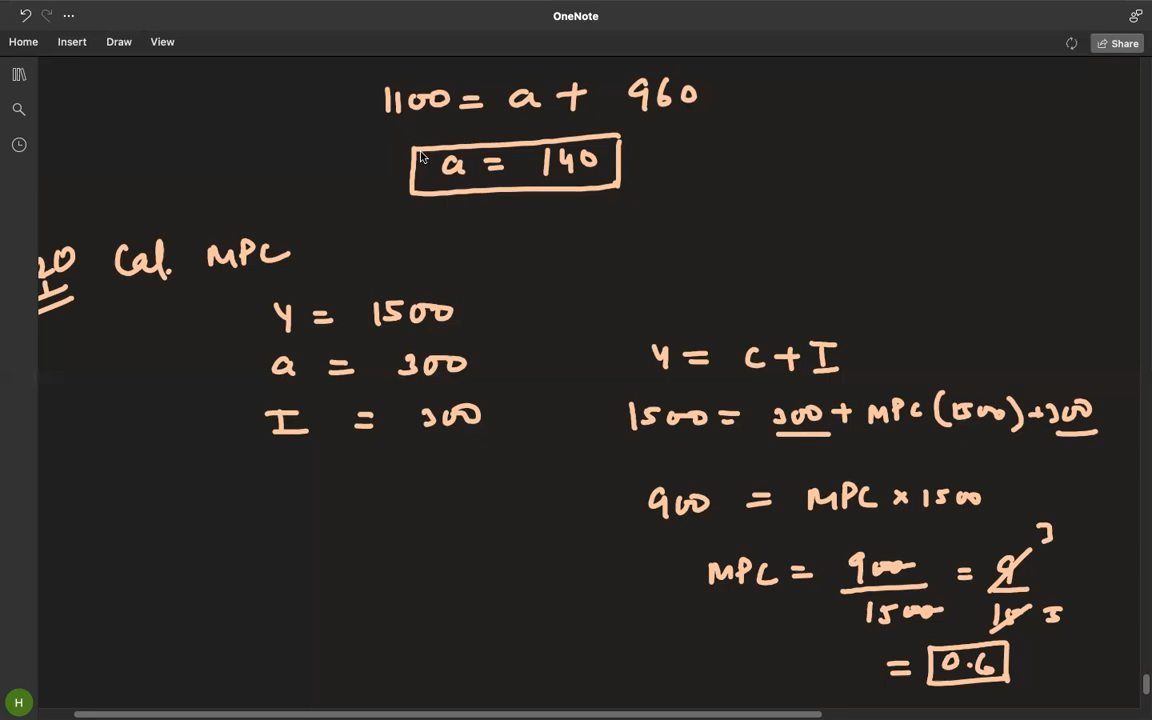 OneNote
Home Insert Draw View
Share
1100 = a + 960
a = 140
20 Cal. MPC
Y = 1500
a = 300
I = 300
Y = C + I
1500 = 300 + MPC (1500) + 300
900 = MPC × 1500
MPC = 900 = 9 3
1500 15 5
= 0.6
H